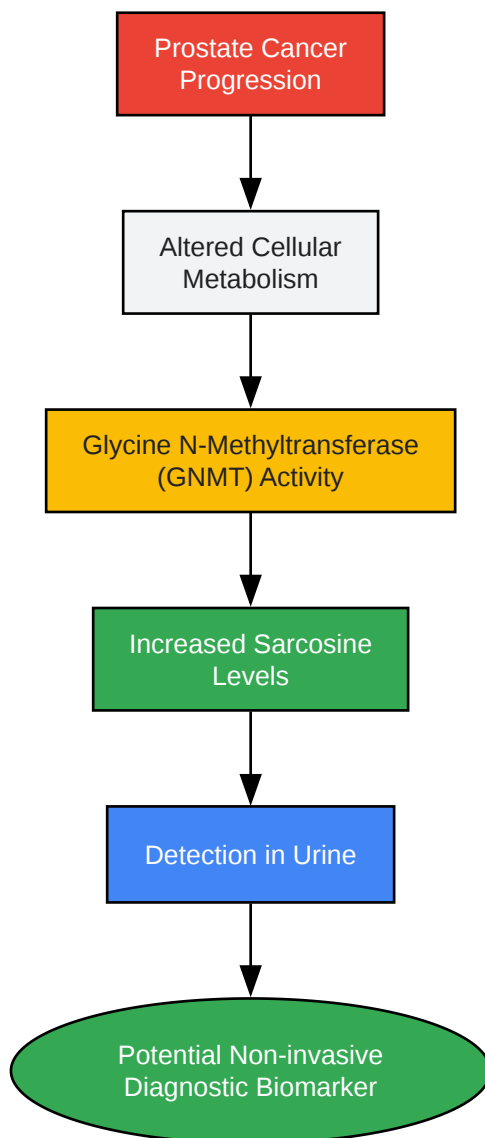 Prostate Cancer
Progression
Altered Cellular
Metabolism
Glycine N-Methyltransferase
(GNMT) Activity
Increased Sarcosine
Levels
Detection in Urine
Potential Non-invasive
Diagnostic Biomarker